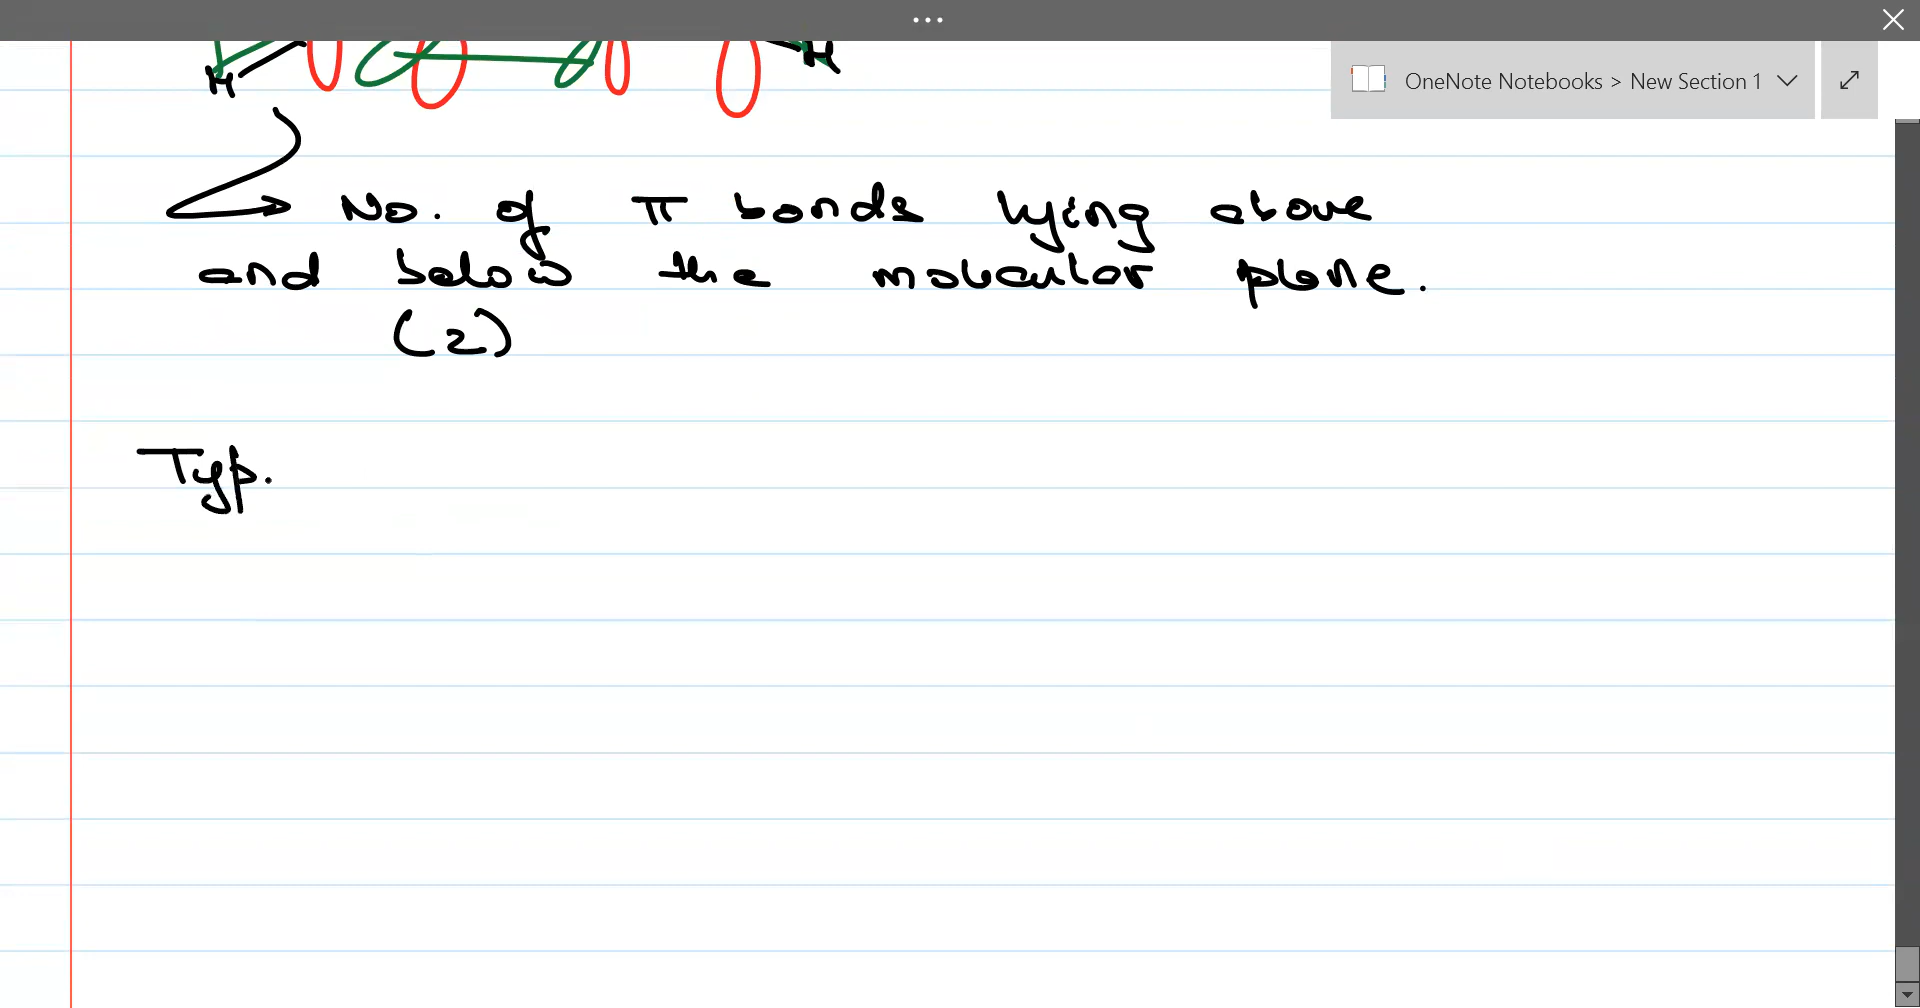 H H
OneNote Notebooks > New Section 1
No. of π bonds lying above
and below the molecular plane.
(2)
Typ.